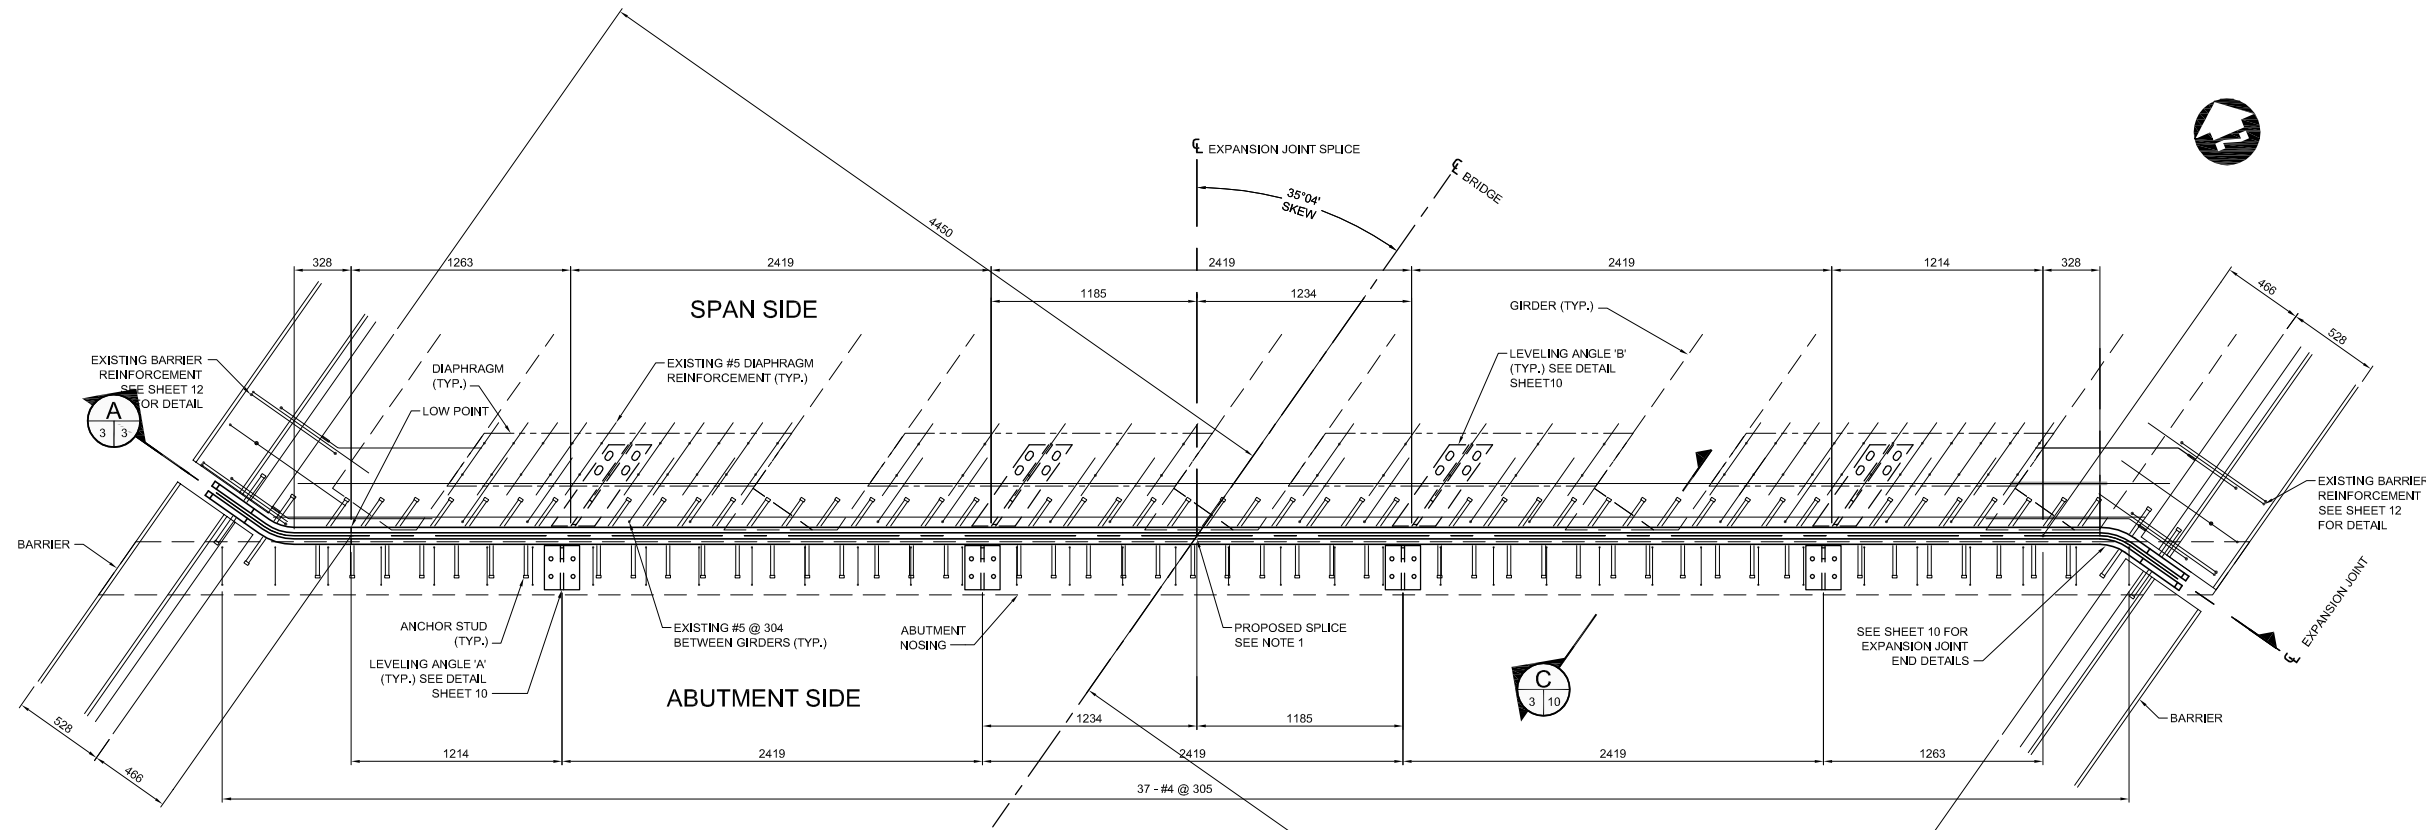 ℄ EXPANSION JOINT SPLICE
℄ BRIDGE
35°04'
SKEW
4450
328
1263
2419
2419
2419
1214
328
1185
1234
466
528
SPAN SIDE
GIRDER (TYP.)
EXISTING BARRIER
REINFORCEMENT
SEE SHEET 12
FOR DETAIL
DIAPHRAGM
(TYP.)
EXISTING #5 DIAPHRAGM
REINFORCEMENT (TYP.)
LEVELING ANGLE 'B'
(TYP.) SEE DETAIL
SHEET10
LOW POINT
A
3 3
EXISTING BARRIER
REINFORCEMENT
SEE SHEET 12
FOR DETAIL
BARRIER
℄ EXPANSION JOINT
ANCHOR STUD
(TYP.)
EXISTING #5 @ 304
BETWEEN GIRDERS (TYP.)
ABUTMENT
NOSING
PROPOSED SPLICE
SEE NOTE 1
SEE SHEET 10 FOR
EXPANSION JOINT
END DETAILS
LEVELING ANGLE 'A'
(TYP.) SEE DETAIL
SHEET 10
ABUTMENT SIDE
C
3 10
BARRIER
528
466
1234
1185
1214
2419
2419
2419
1263
37 - #4 @ 305